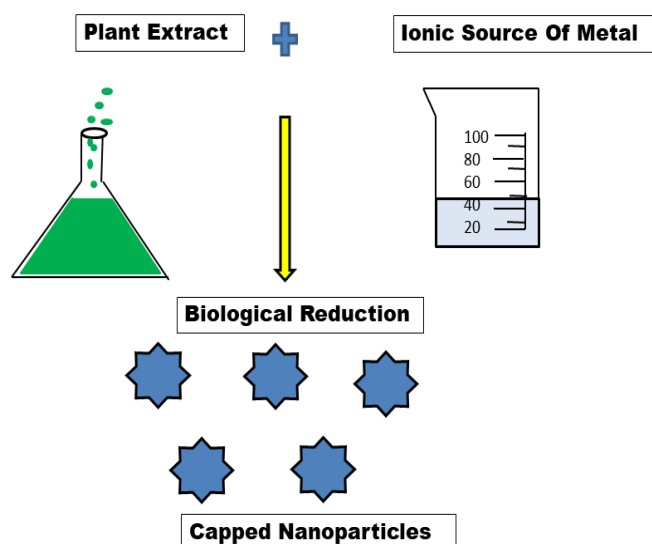 Plant Extract
Ionic Source Of Metal
100
80
60
40
20
Biological Reduction
Capped Nanoparticles